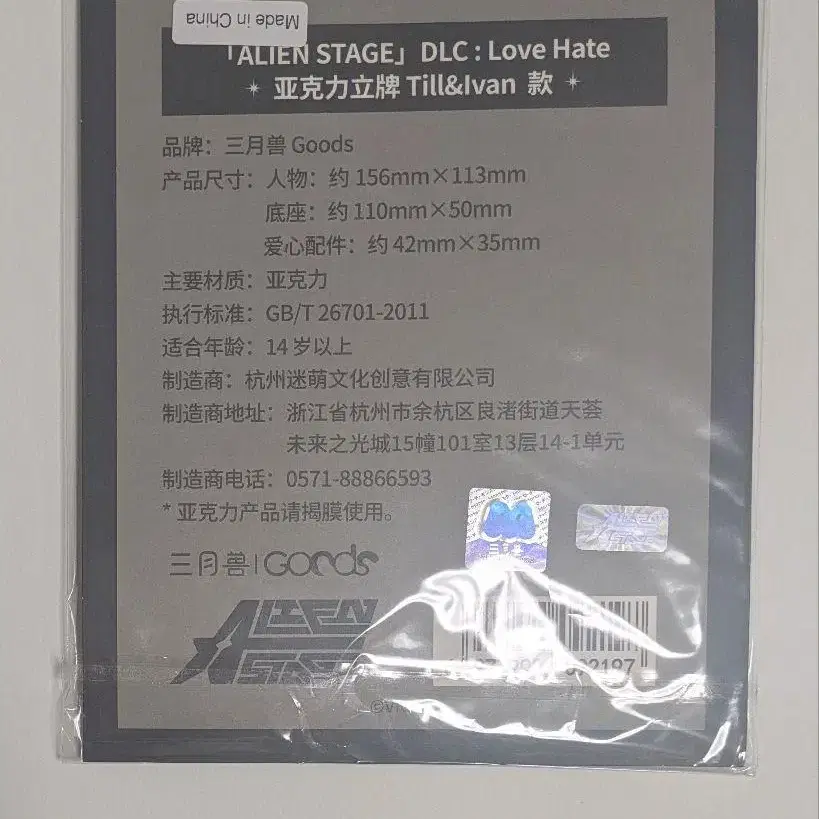 Made in China
「ALIEN STAGE」DLC : Love Hate
亚克力立牌 Till&Ivan 款
品牌：三月兽 Goods
产品尺寸：人物：约 156mm×113mm
底座：约 110mm×50mm
爱心配件：约 42mm×35mm
主要材质：亚克力
执行标准：GB/T 26701-2011
适合年龄：14 岁以上
制造商：杭州迷萌文化创意有限公司
制造商地址：浙江省杭州市余杭区良渚街道天荟
未来之光城15幢101室13层14-1单元
制造商电话：0571-88866593
* 亚克力产品请揭膜使用。
三月兽 | GOODS
ALIEN
STAGE